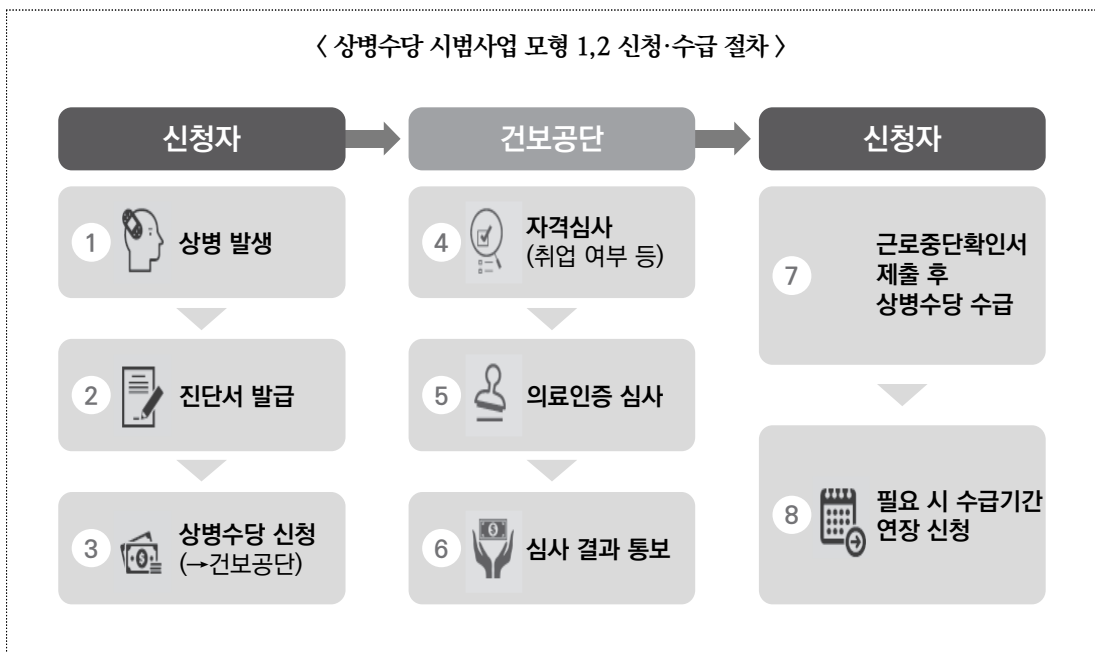 〈 상병수당 시범사업 모형 1,2 신청·수급 절차 〉
신청자
1
상병 발생
2
진단서 발급
3
상병수당 신청
(→건보공단)
건보공단
4
자격심사
(취업 여부 등)
5
의료인증 심사
6
심사 결과 통보
신청자
7
근로중단확인서
제출 후
상병수당 수급
8
필요 시 수급기간
연장 신청